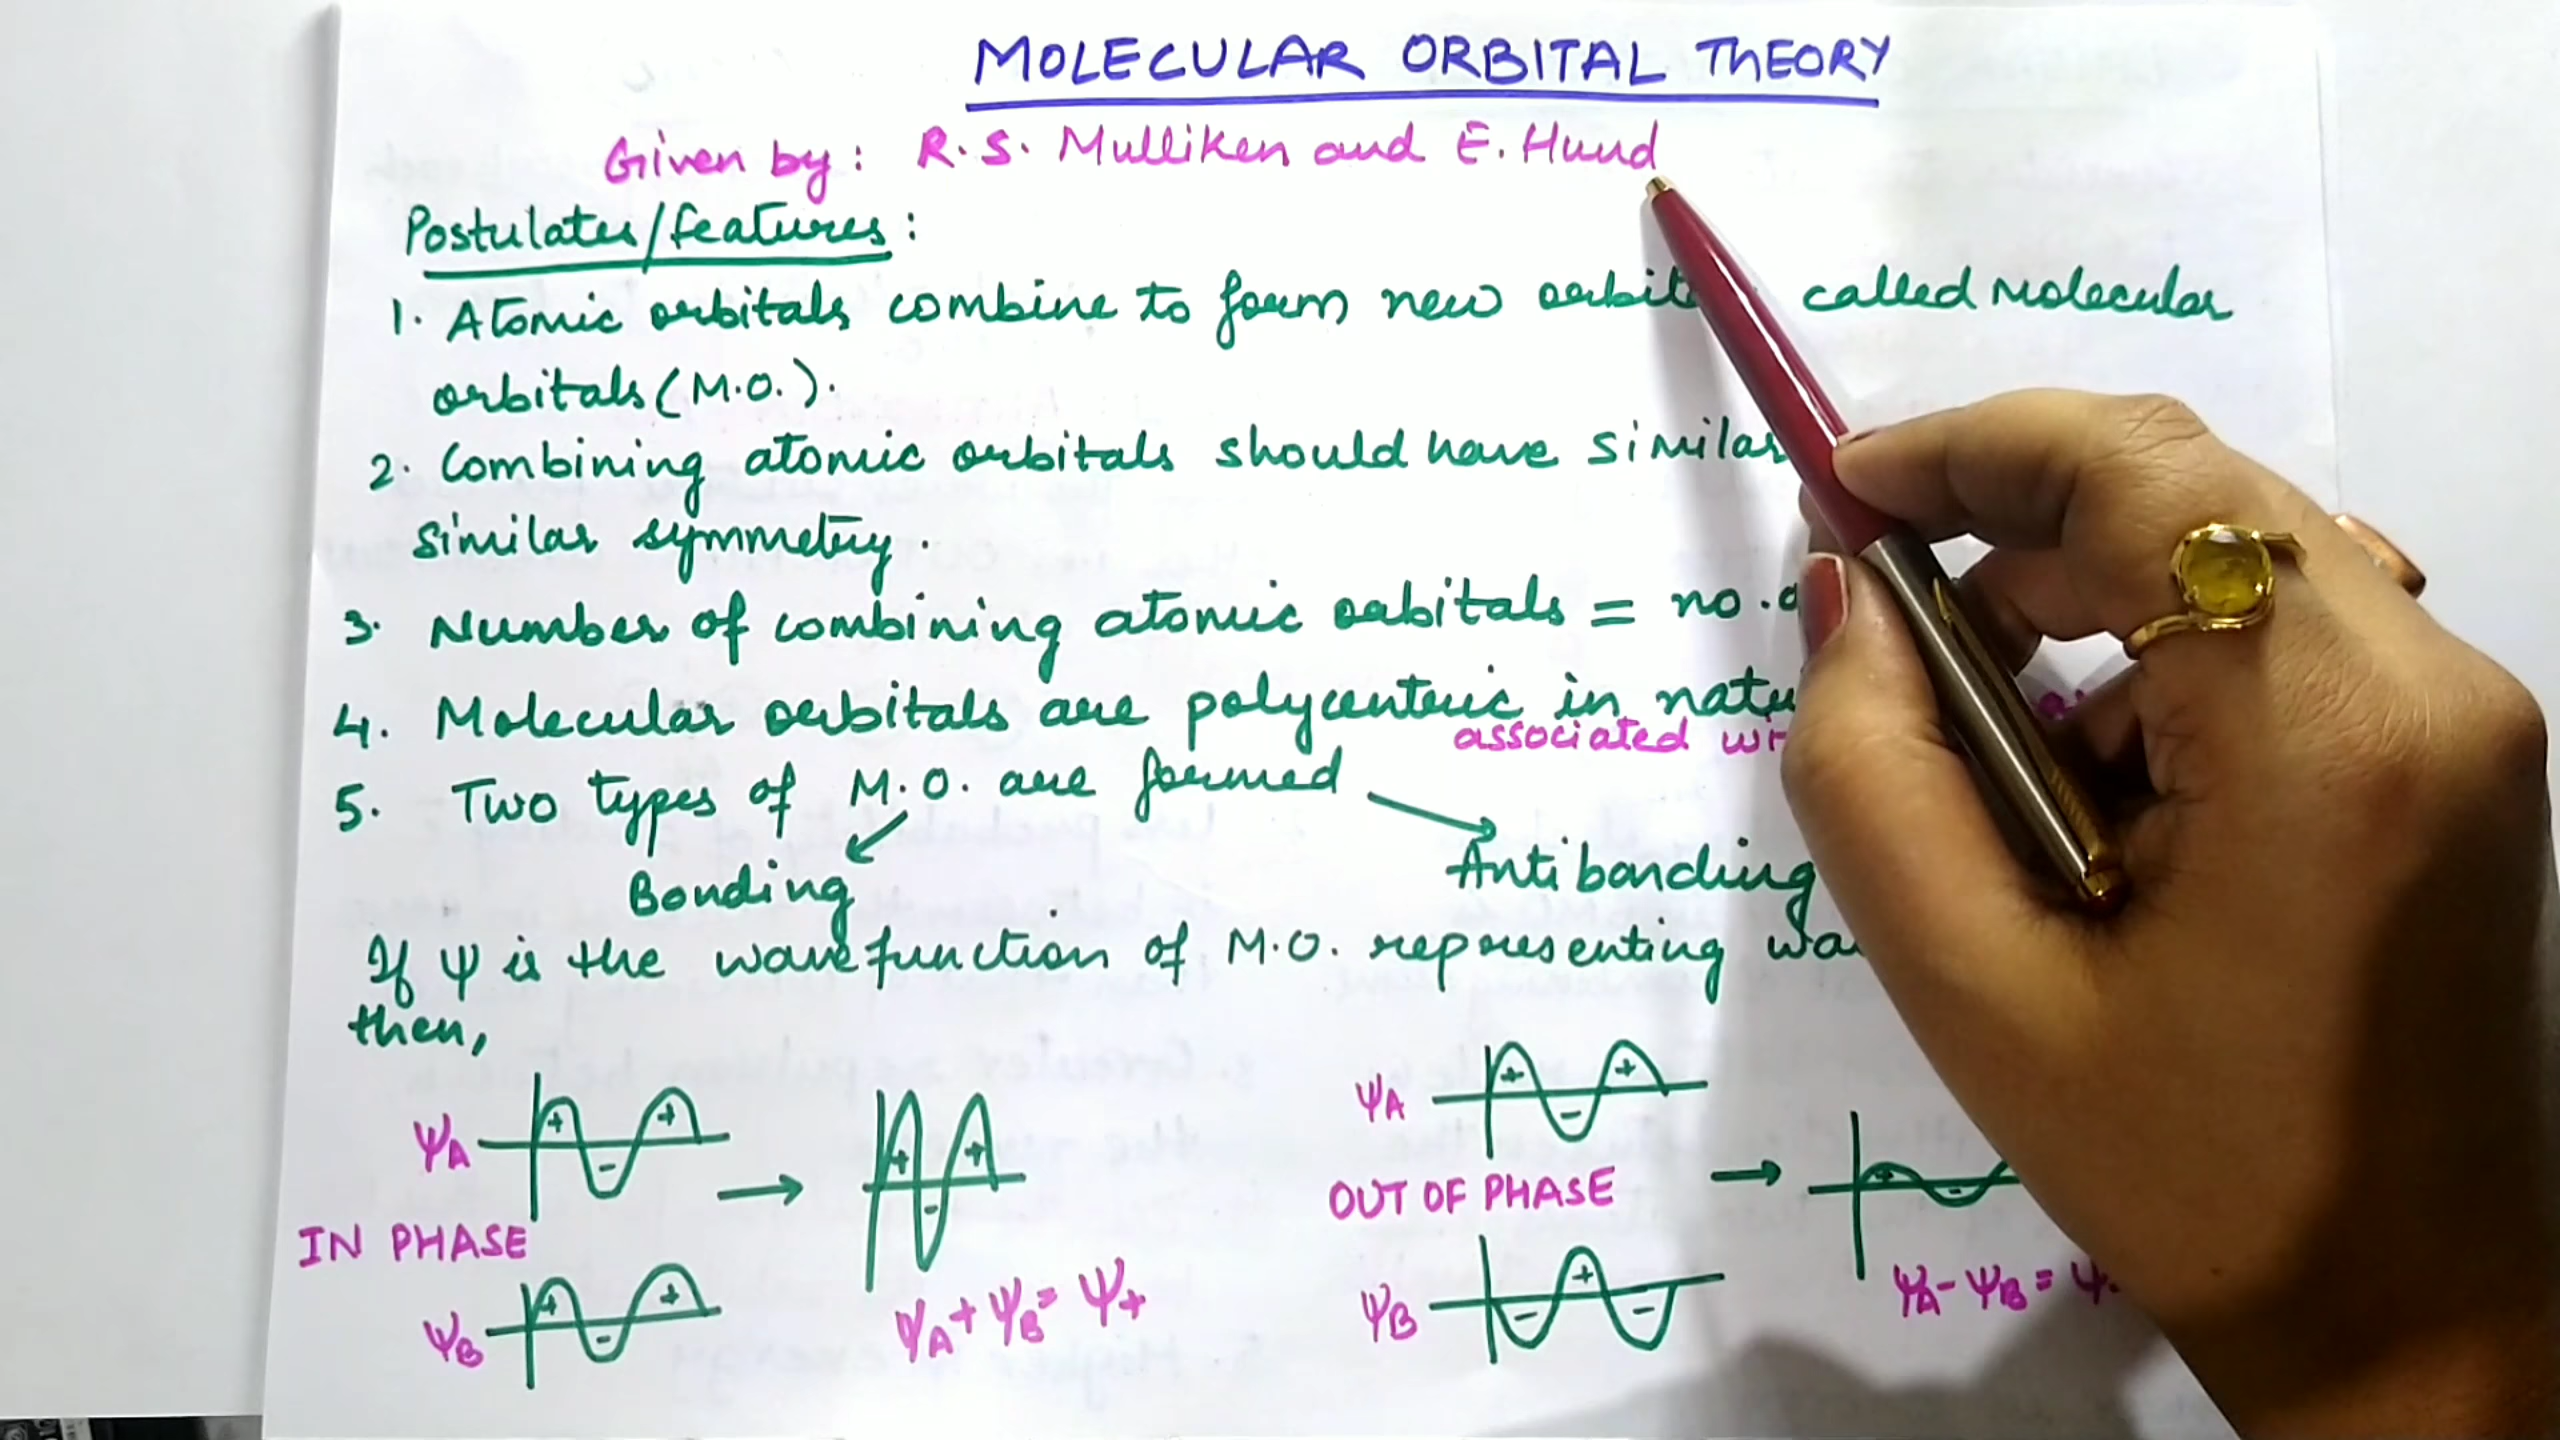 MOLECULAR ORBITAL THEORY
Given by: R.S. Mulliken and E. Hund
Postulates/features:
1. Atomic orbitals combine to form new called Molecular
orbitals (M.O.).
2. Combining atomic orbitals should have similar
similar symmetry.
3. Number of combining atomic orbitals = no.
4. Molecular orbitals are polycentric in
associated
5. Two types of M.O. are formed
Bonding Antibonding
If ψ is the wave function of M.O. representing
then,
ψA
+ - +
IN PHASE
ψB
+ - +
+ - +
ψA + ψB = ψ+
ψA
+ - +
OUT OF PHASE
ψB
- + -
+ -
ψA - ψB =